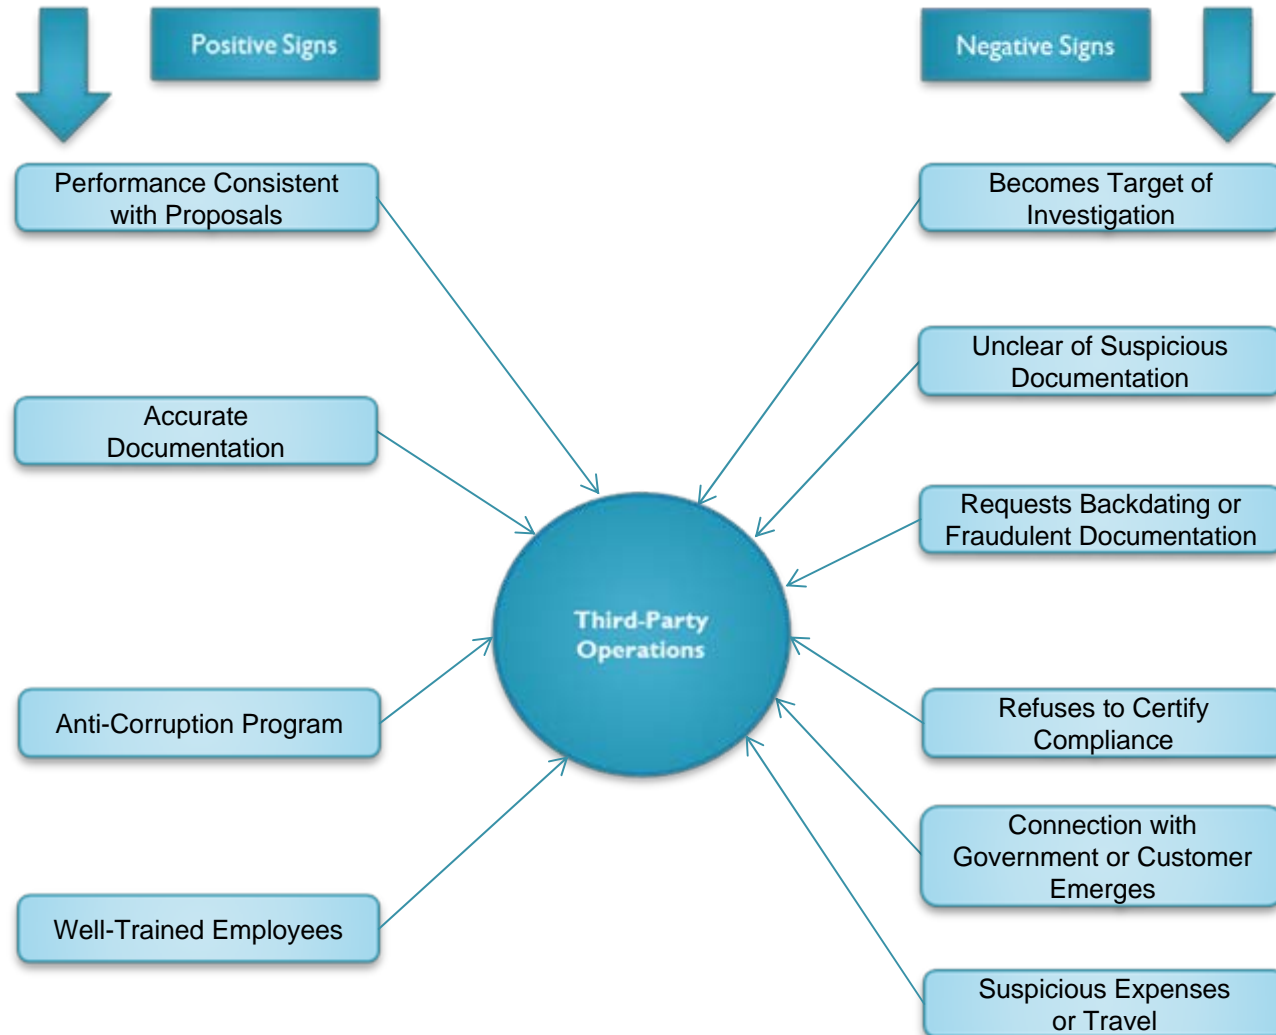 Positive Signs
Negative Signs
Performance Consistent
with Proposals
Becomes Target of
Investigation
Unclear of Suspicious
Documentation
Accurate
Documentation
Requests Backdating or
Fraudulent Documentation
Third-Party
Operations
Anti-Corruption Program
Refuses to Certify
Compliance
Connection with
Government or Customer
Emerges
Well-Trained Employees
Suspicious Expenses
or Travel